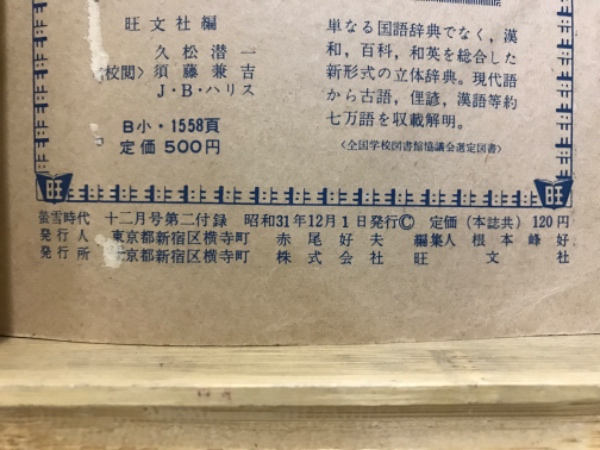 旺文社編
久松潜一
〈校閲〉須藤兼吉
J・B・ハリス
B小・1558頁
定価500円
単なる国語辞典でなく，漢
和，百科，和英を総合した
新形式の立体辞典。現代語
から古語，俚諺，漢語等約
七万語を収載解明。
〈全国学校図書館協議会選定図書〉
旺
旺
螢雪時代 十二月号第二付録 昭和31年12月1日発行© 定価（本誌共）120円
発行人 東京都新宿区横寺町 赤尾好夫 編集人 根本峰好
発行所 東京都新宿区横寺町 株式会社 旺文社